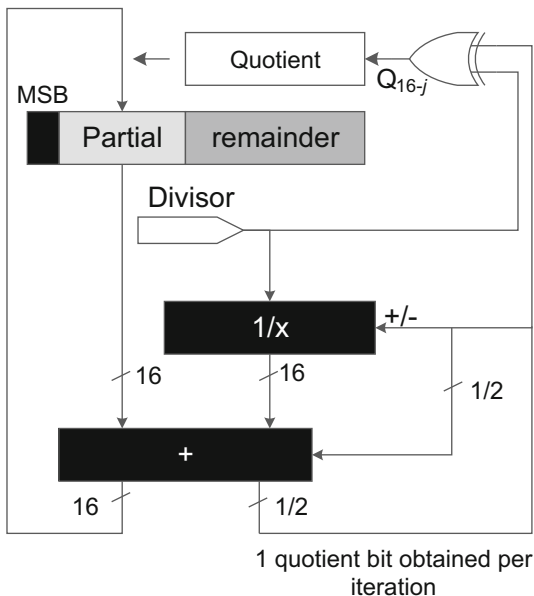 Quotient
Q16-j
MSB
Partial remainder
Divisor
1/x
+/-
16
16
1/2
+
16
1/2
1 quotient bit obtained per
iteration